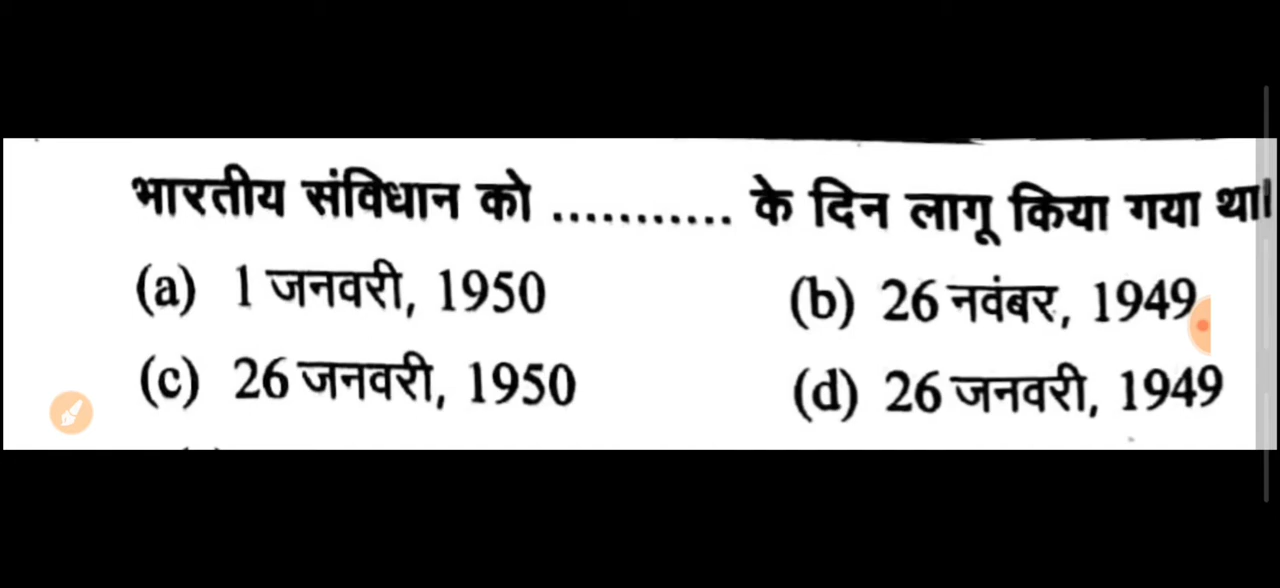 भारतीय संविधान को ........... के दिन लागू किया गया था।
(a) 1 जनवरी, 1950 (b) 26 नवंबर, 1949
(c) 26 जनवरी, 1950 (d) 26 जनवरी, 1949